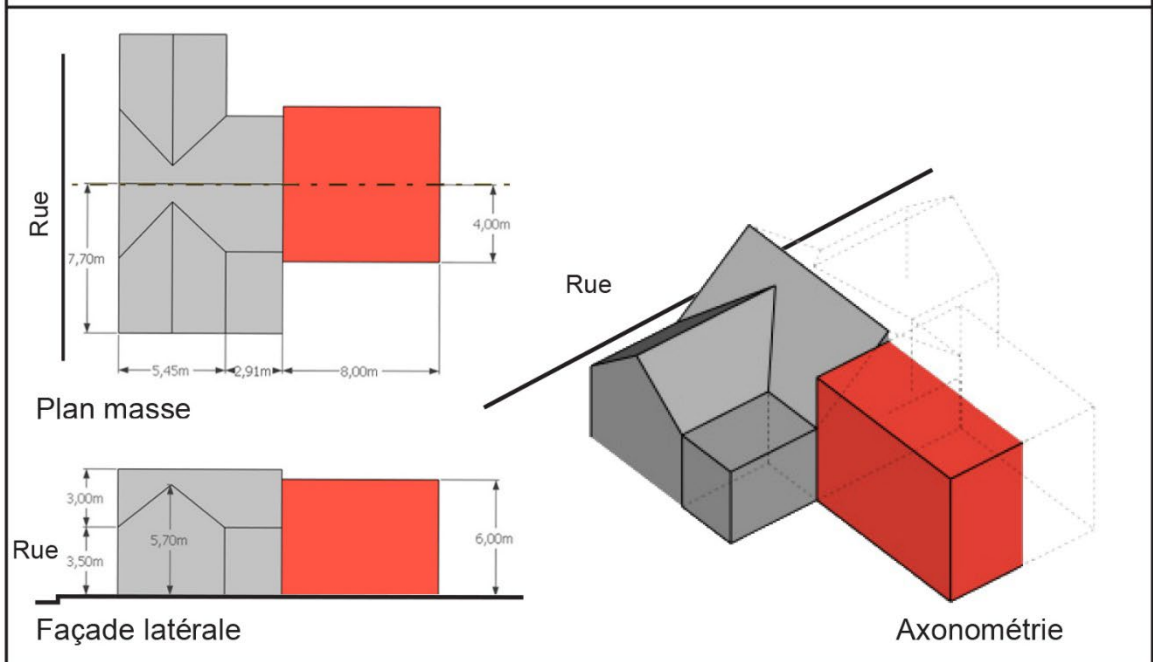 Rue
7,70m
4,00m
5,45m
2,91m
8,00m
Plan masse
3,00m
Rue
3,50m
5,70m
6,00m
Façade latérale
Rue
Axonométrie